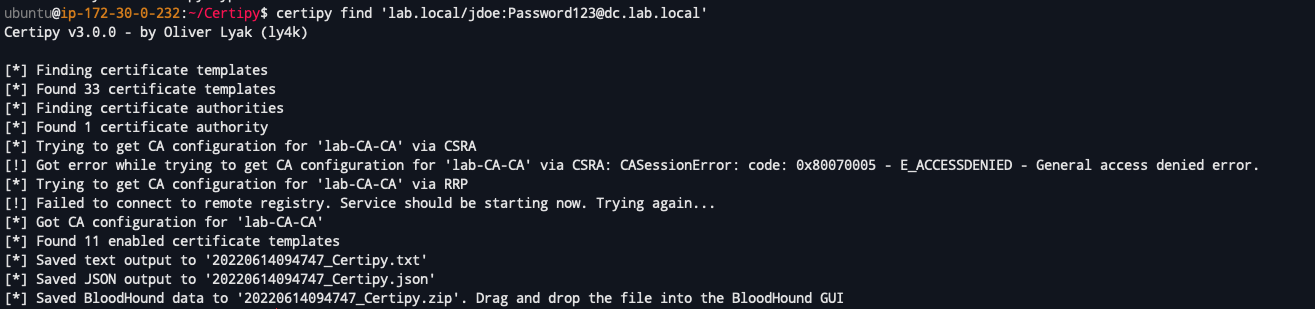 ubuntu@ip-172-30-0-232:~/Certipy$ certipy find 'lab.local/jdoe:Password123@dc.lab.local'
Certipy v3.0.0 - by Oliver Lyak (ly4k)
[*] Finding certificate templates
[*] Found 33 certificate templates
[*] Finding certificate authorities
[*] Found 1 certificate authority
[*] Trying to get CA configuration for 'lab-CA-CA' via CSRA
[!] Got error while trying to get CA configuration for 'lab-CA-CA' via CSRA: CASessionError: code: 0x80070005 - E_ACCESSDENIED - General access denied error.
[*] Trying to get CA configuration for 'lab-CA-CA' via RRP
[!] Failed to connect to remote registry. Service should be starting now. Trying again...
[*] Got CA configuration for 'lab-CA-CA'
[*] Found 11 enabled certificate templates
[*] Saved text output to '20220614094747_Certipy.txt'
[*] Saved JSON output to '20220614094747_Certipy.json'
[*] Saved BloodHound data to '20220614094747_Certipy.zip'. Drag and drop the file into the BloodHound GUI